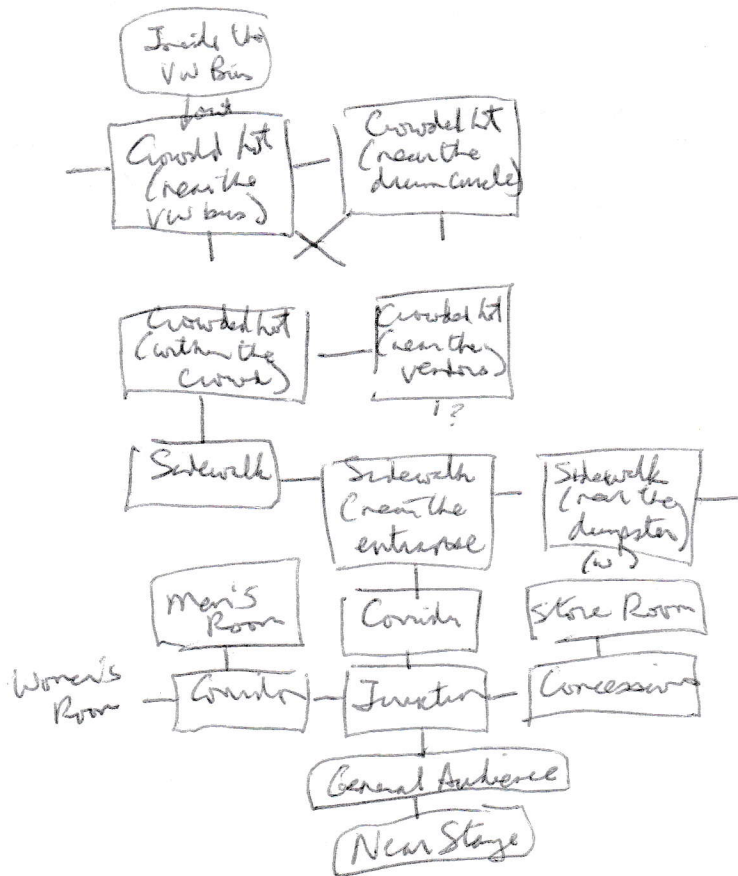 Inside the
VW Bus
out
Crowded Lot
(near the
VW bus)
Crowded Lot
(near the
drum circle)
Crowded Lot
(within the
crowd)
Crowded Lot
(near the
vendors)
?
Sidewalk
Sidewalk
(near the
entrance
Sidewalk
(near the
dumpster)
(w)
Men's
Room
Corridor
Store Room
Women's
Room
Corridor
Junction
Concessions
General Audience
Near Stage